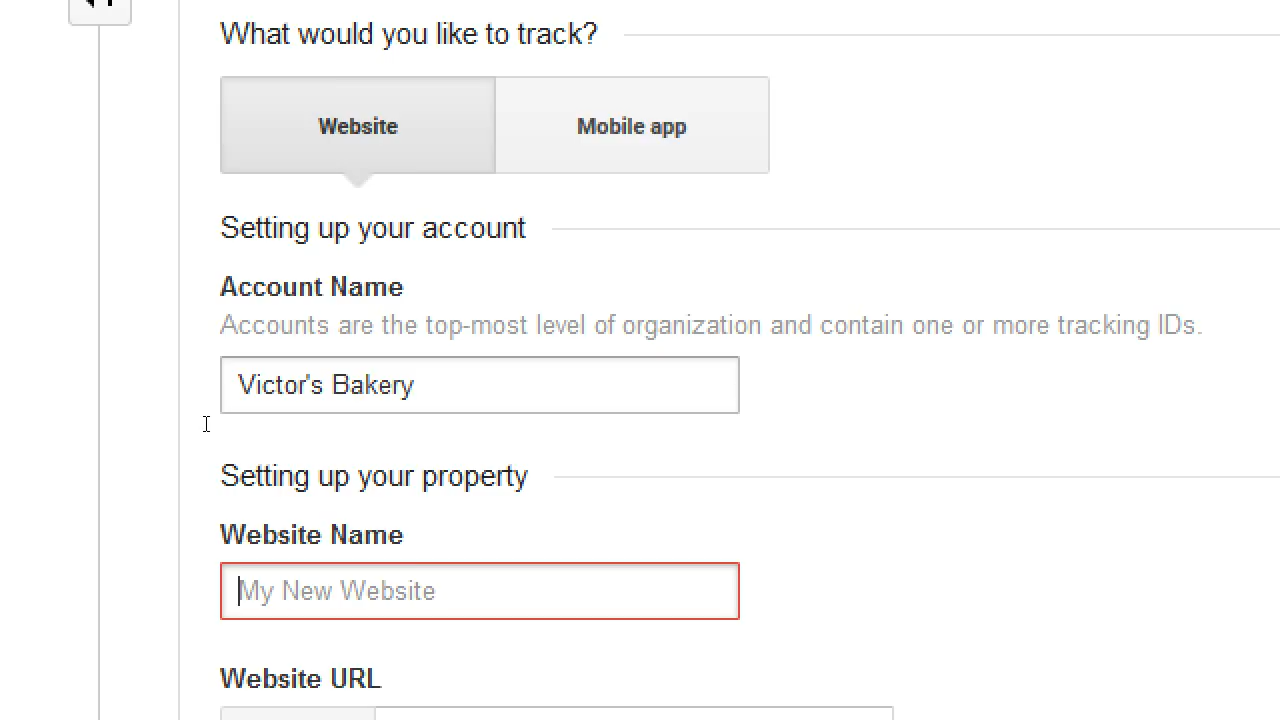 What would you like to track?
Website Mobile app
Setting up your account
Account Name
Accounts are the top-most level of organization and contain one or more tracking IDs.
Victor's Bakery
Setting up your property
Website Name
My New Website
Website URL